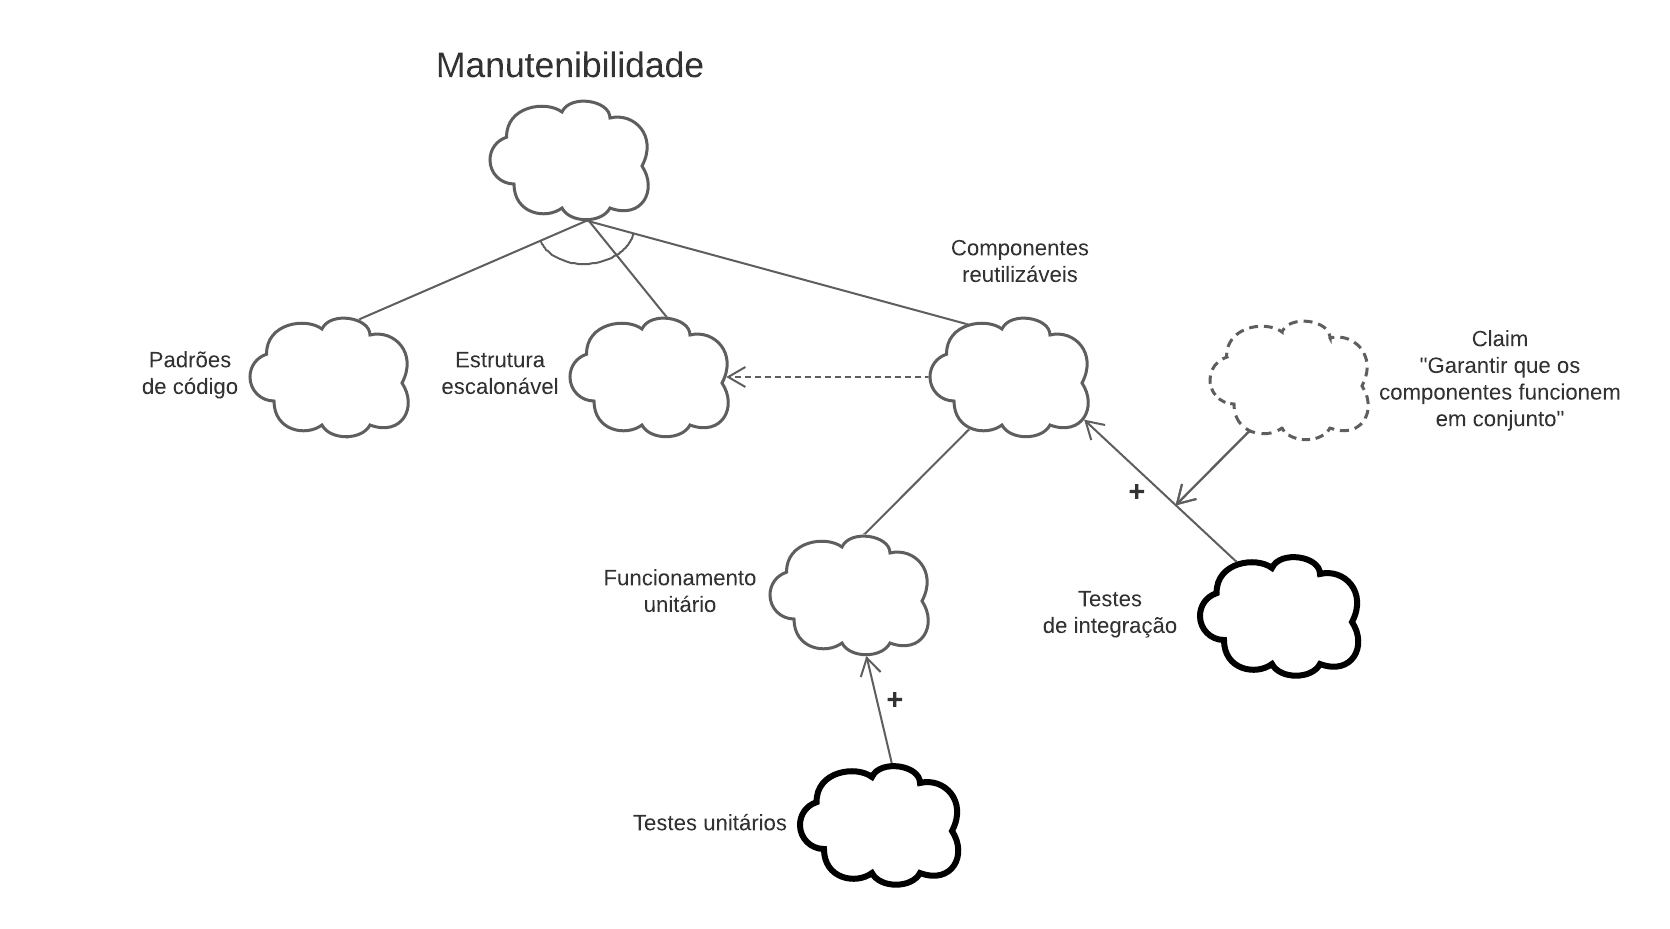 Manutenibilidade
Componentes
reutilizáveis
Padrões
de código
Estrutura
escalonável
Claim
"Garantir que os
componentes funcionem
em conjunto"
+
Funcionamento
unitário
Testes
de integração
+
Testes unitários